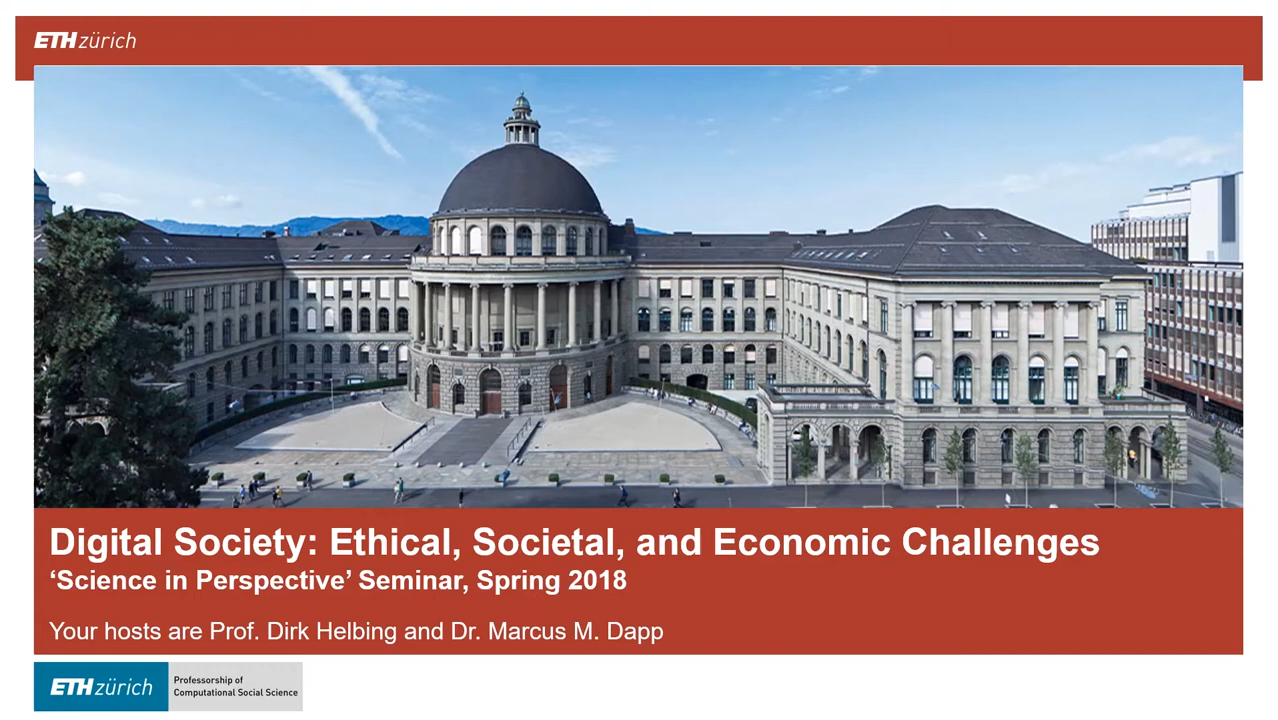 ETH zürich
Digital Society: Ethical, Societal, and Economic Challenges
‘Science in Perspective’ Seminar, Spring 2018
Your hosts are Prof. Dirk Helbing and Dr. Marcus M. Dapp
ETH zürich
Professorship of
Computational Social Science